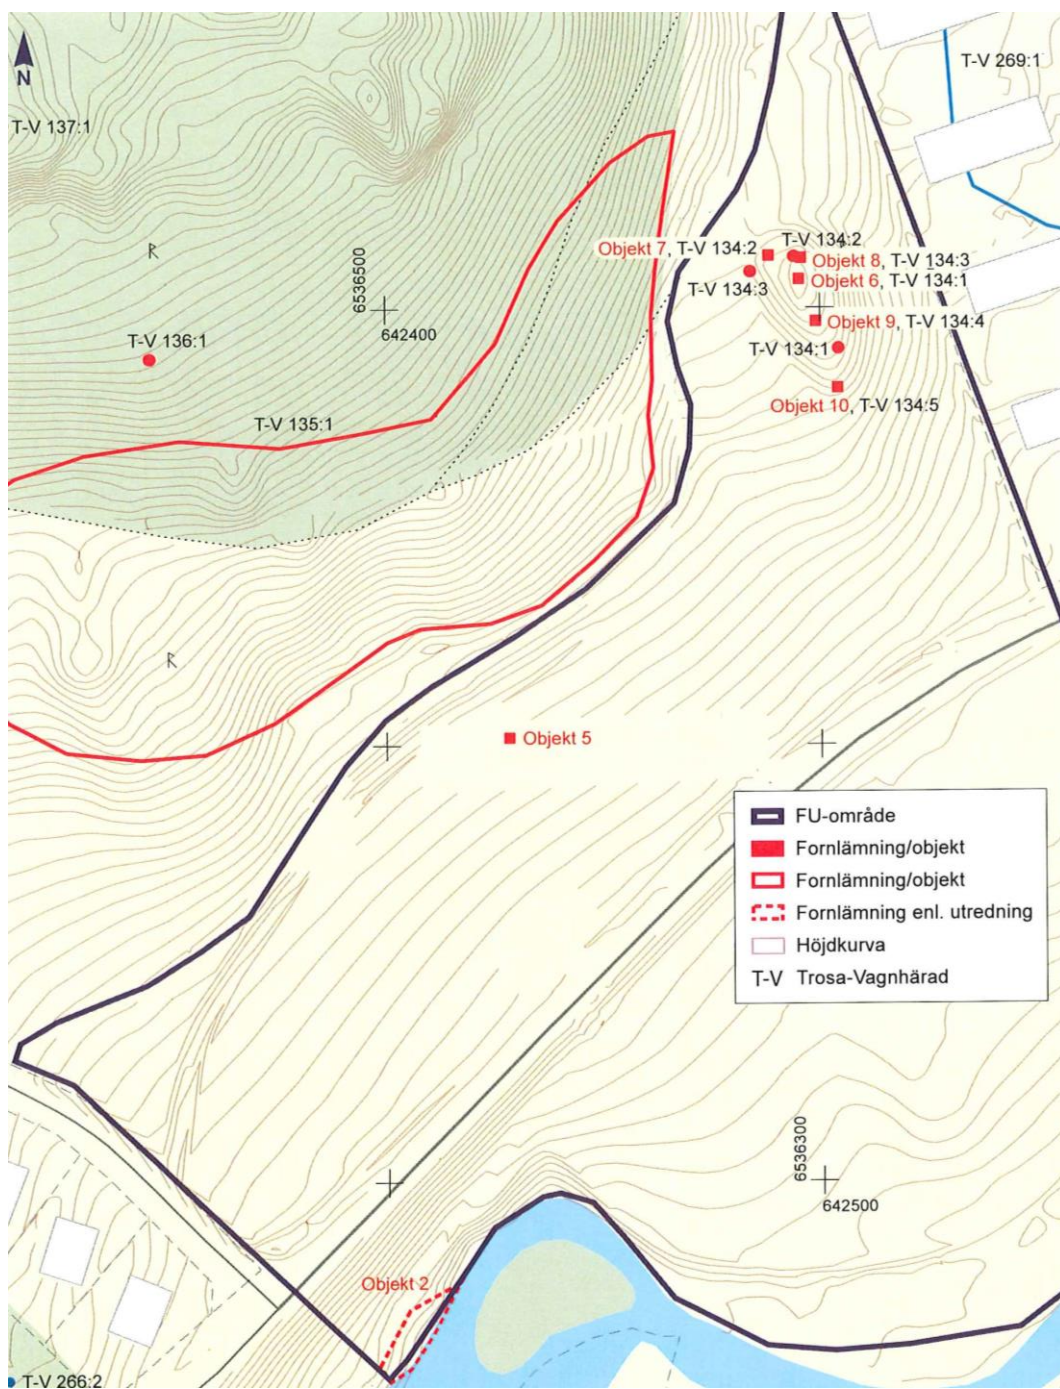 N
T-V 269:1
T-V 137:1
Objekt 7, T-V 134:2
T-V 134:2
Objekt 8, T-V 134:3
T-V 134:3
Objekt 6, T-V 134:1
6536500
642400
Objekt 9, T-V 134:4
T-V 136:1
T-V 134:1
Objekt 10, T-V 134:5
T-V 135:1
R
R
Objekt 5
FU-område
Fornlämning/objekt
Fornlämning/objekt
Fornlämning enl. utredning
Höjdkurva
T-V Trosa-Vagnhärad
6536300
642500
Objekt 2
T-V 266:2